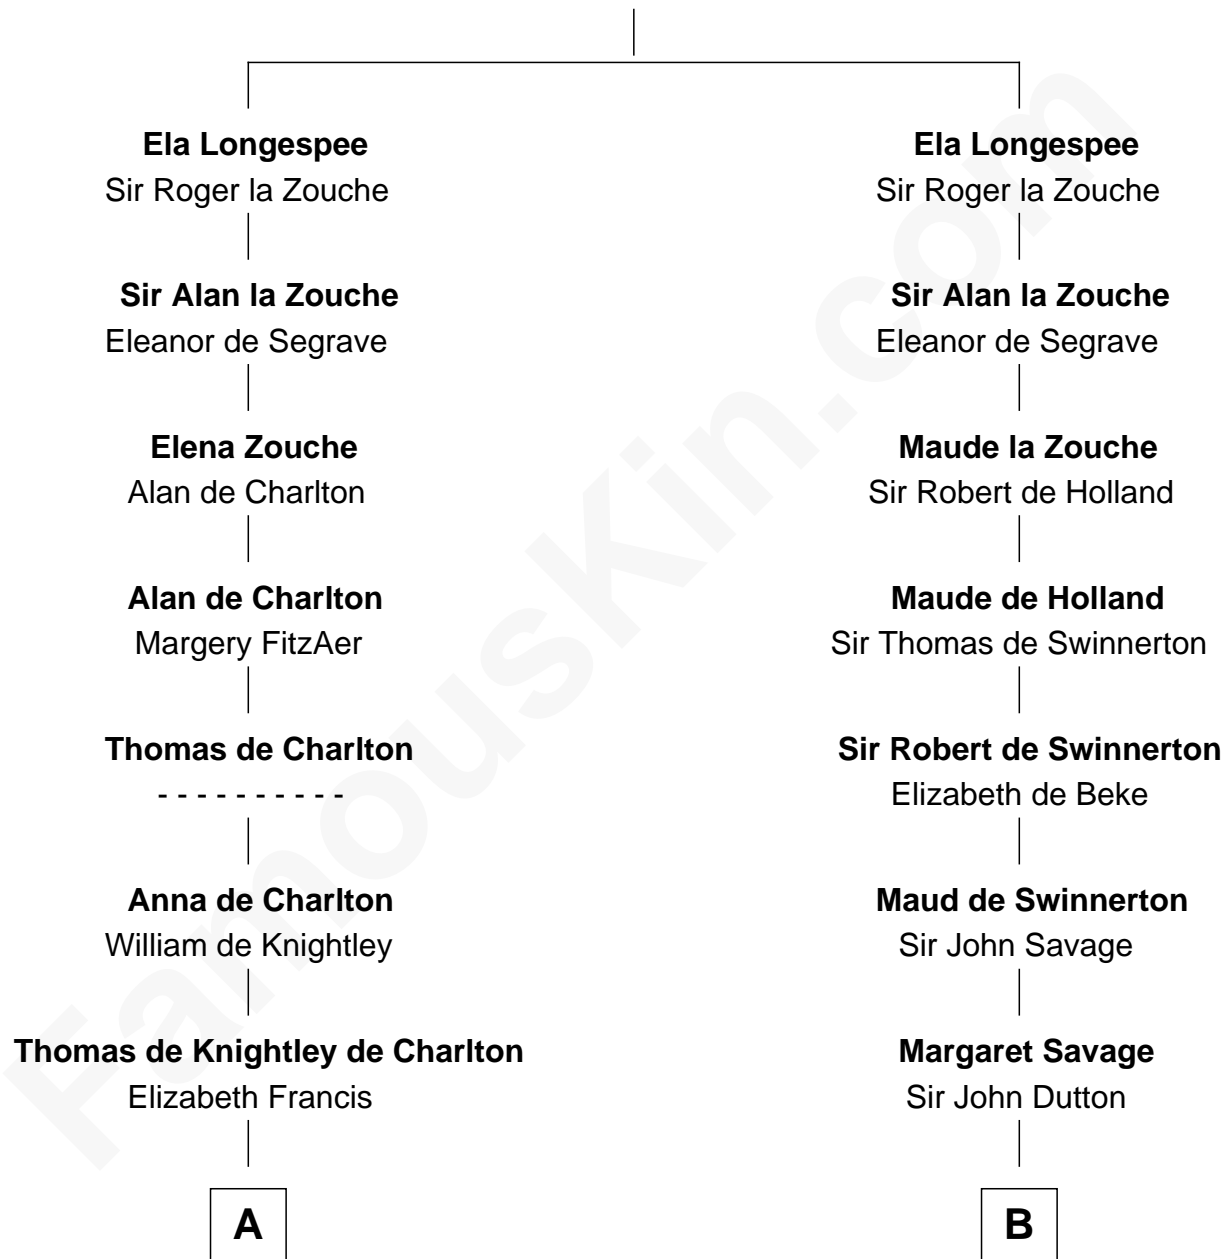 Ela Longespee
Sir Roger la Zouche
Sir Alan la Zouche
Eleanor de Segrave
Elena Zouche
Alan de Charlton
Alan de Charlton
Margery FitzAer
Thomas de Charlton
- - - - - - - - - -
Anna de Charlton
William de Knightley
Thomas de Knightley de Charlton
Elizabeth Francis
A
Ela Longespee
Sir Roger la Zouche
Sir Alan la Zouche
Eleanor de Segrave
Maude la Zouche
Sir Robert de Holland
Maude de Holland
Sir Thomas de Swinnerton
Sir Robert de Swinnerton
Elizabeth de Beke
Maud de Swinnerton
Sir John Savage
Margaret Savage
Sir John Dutton
B
FamousKin.com